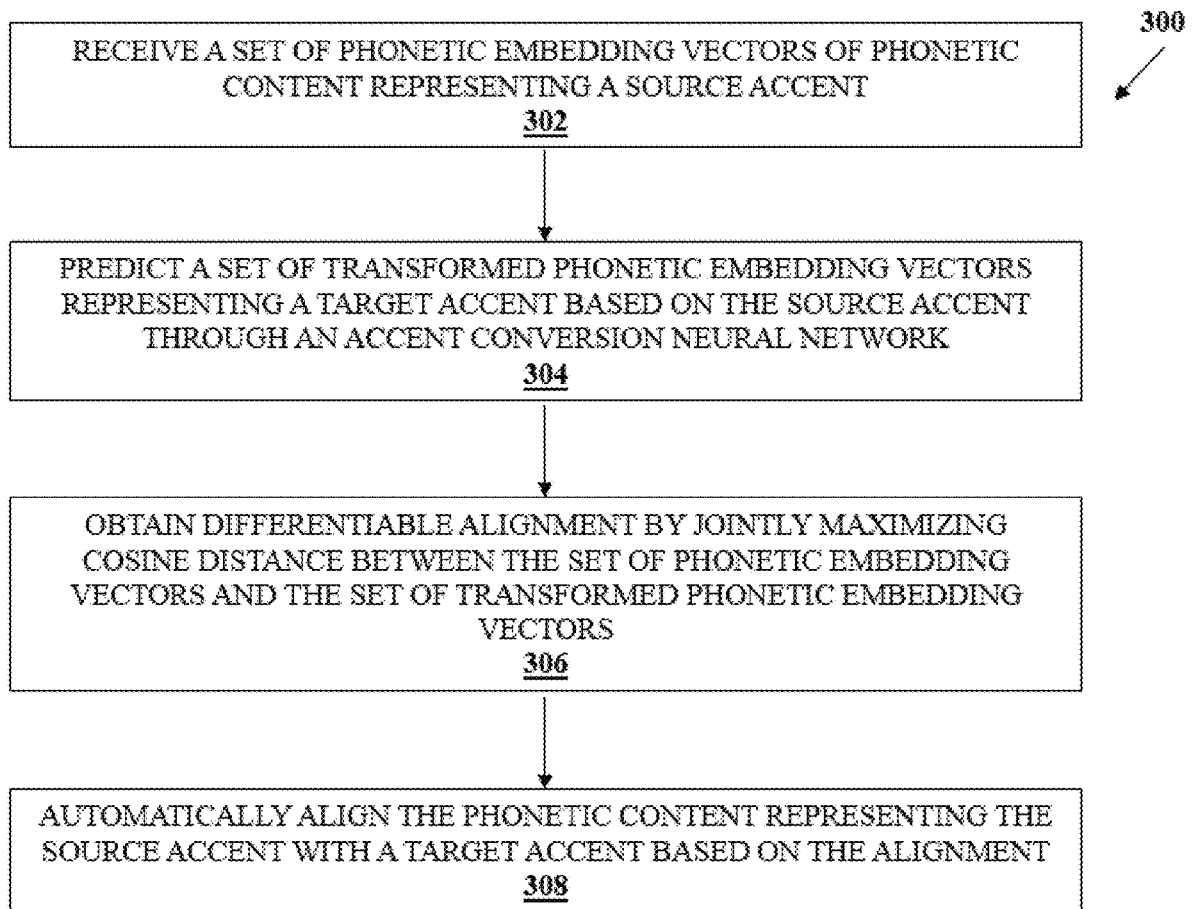 300
RECEIVE A SET OF PHONETIC EMBEDDING VECTORS OF PHONETIC
CONTENT REPRESENTING A SOURCE ACCENT
302
PREDICT A SET OF TRANSFORMED PHONETIC EMBEDDING VECTORS
REPRESENTING A TARGET ACCENT BASED ON THE SOURCE ACCENT
THROUGH AN ACCENT CONVERSION NEURAL NETWORK
304
OBTAIN DIFFERENTIABLE ALIGNMENT BY JOINTLY MAXIMIZING
COSINE DISTANCE BETWEEN THE SET OF PHONETIC EMBEDDING
VECTORS AND THE SET OF TRANSFORMED PHONETIC EMBEDDING
VECTORS
306
AUTOMATICALLY ALIGN THE PHONETIC CONTENT REPRESENTING THE
SOURCE ACCENT WITH A TARGET ACCENT BASED ON THE ALIGNMENT
308